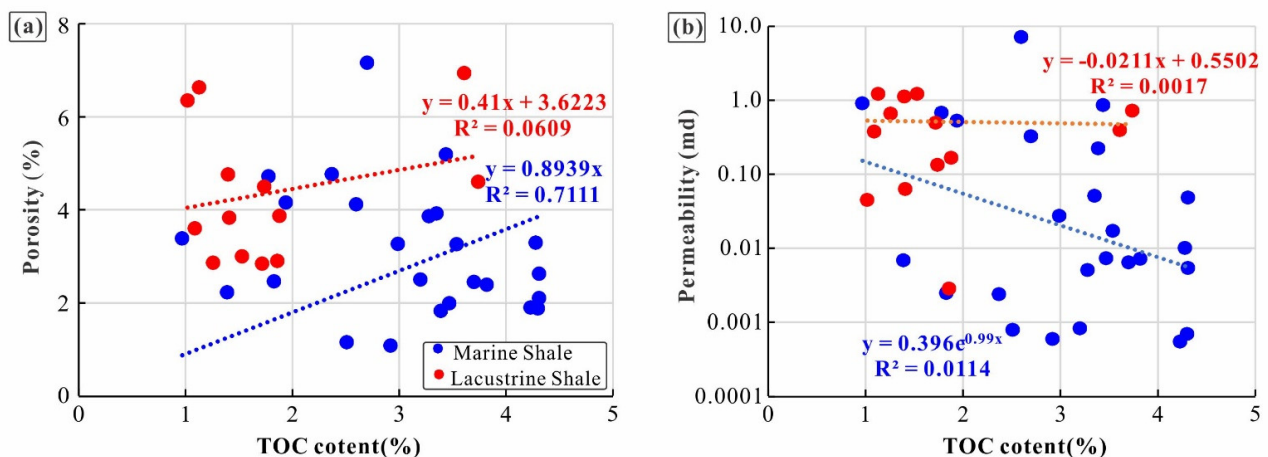 (a)
8
6
4
2
0
Porosity (%)
y = 0.41x + 3.6223
R² = 0.0609
y = 0.8939x
R² = 0.7111
Marine Shale
Lacustrine Shale
0 1 2 3 4 5
TOC cotent(%)
(b)
10.0
1.0
0.10
0.01
0.001
0.0001
Permeability (md)
y = -0.0211x + 0.5502
R² = 0.0017
y = 0.396e0.99x
R² = 0.0114
0 1 2 3 4 5
TOC cotent(%)